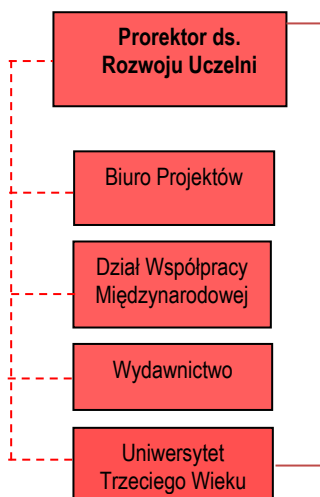 Prorektor ds.
Rozwoju Uczelni
Biuro Projektów
Dział Współpracy
Międzynarodowej
Wydawnictwo
Uniwersytet
Trzeciego Wieku